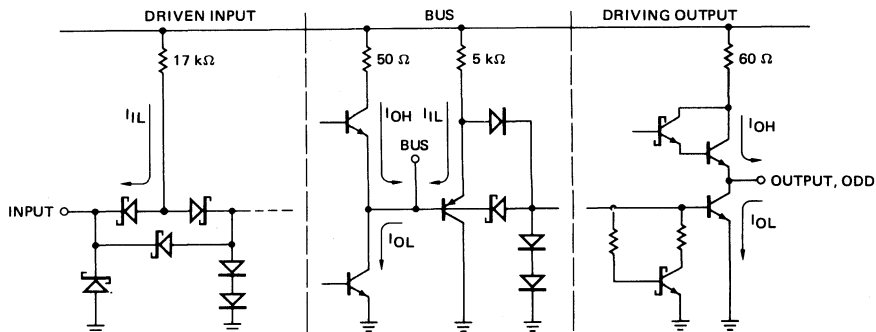 DRIVEN INPUT
BUS
DRIVING OUTPUT
17 kΩ
50 Ω
5 kΩ
60 Ω
IIL
IOH
IIL
IOH
BUS
INPUT
OUTPUT, ODD
IOL
IOL